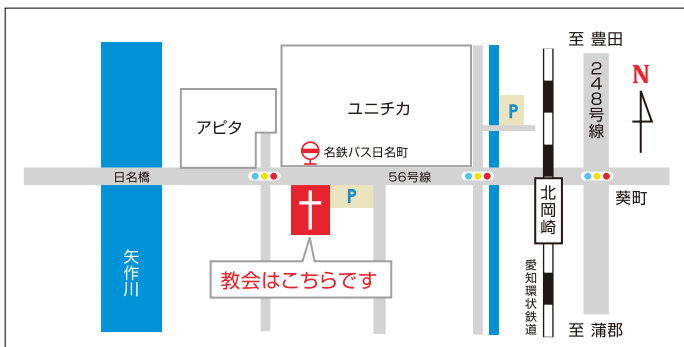 至 豊田
248号線
N
ユニチカ
P
アピタ
名鉄バス日名町
日名橋
56号線
葵町
P
北岡崎
矢作川
教会はこちらです
愛知環状鉄道
至 蒲郡